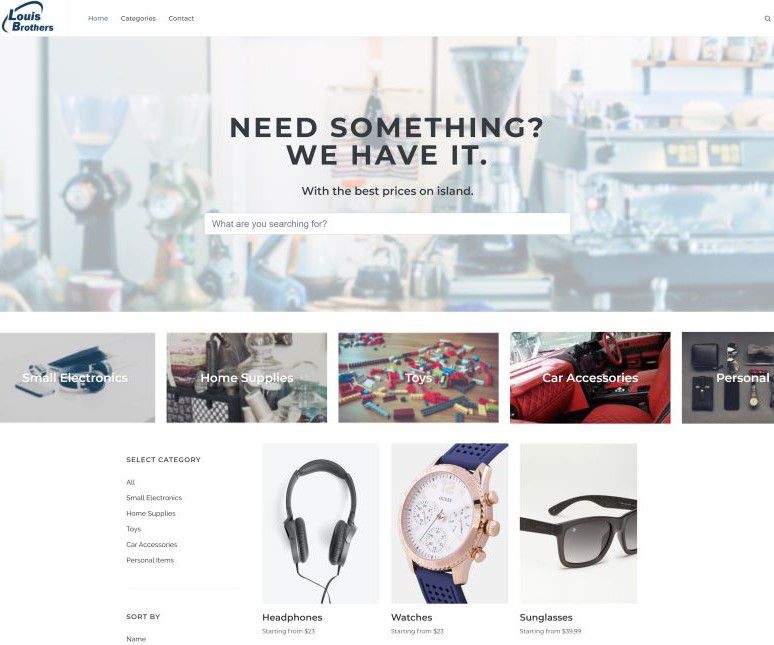 Louis
Brothers
Home
Categories
Contact
NEED SOMETHING?
WE HAVE IT.
With the best prices on island.
What are you searching for?
Small Electronics
Home Supplies
Toys
Car Accessories
Personal
SELECT CATEGORY
All
Small Electronics
Home Supplies
Toys
Car Accessories
Personal Items
SORT BY
Name
GUESS
Headphones
Starting from $23
Watches
Starting from $23
Sunglasses
Starting from $39.99